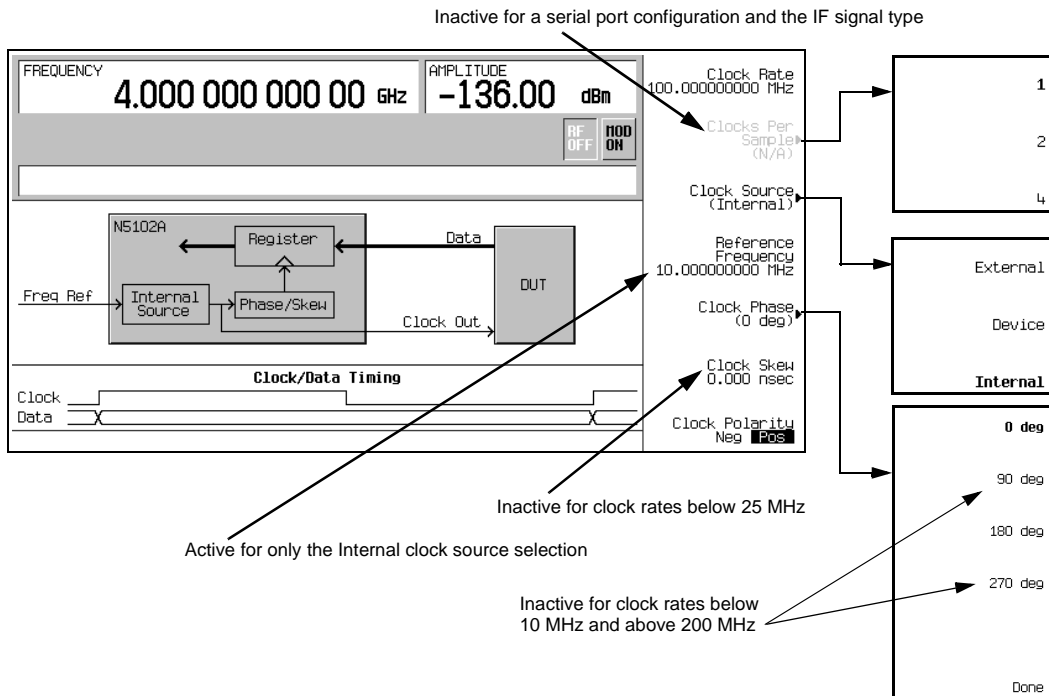 Inactive for a serial port configuration and the IF signal type
FREQUENCY
4.000 000 000 00 GHz
AMPLITUDE
-136.00 dBm
RF
OFF
MOD
ON
N5102A
Register
Data
DUT
Freq Ref
Internal
Source
Phase/Skew
Clock Out
Clock/Data Timing
Clock
Data
Clock Rate
100.000000000 MHz
Clocks Per
Sample
(N/A)
Clock Source
(Internal)
Reference
Frequency
10.000000000 MHz
Clock Phase
(0 deg)
Clock Skew
0.000 nsec
Clock Polarity
Neg Pos
1
2
4
External
Device
Internal
0 deg
90 deg
180 deg
270 deg
Done
Inactive for clock rates below 25 MHz
Active for only the Internal clock source selection
Inactive for clock rates below
10 MHz and above 200 MHz